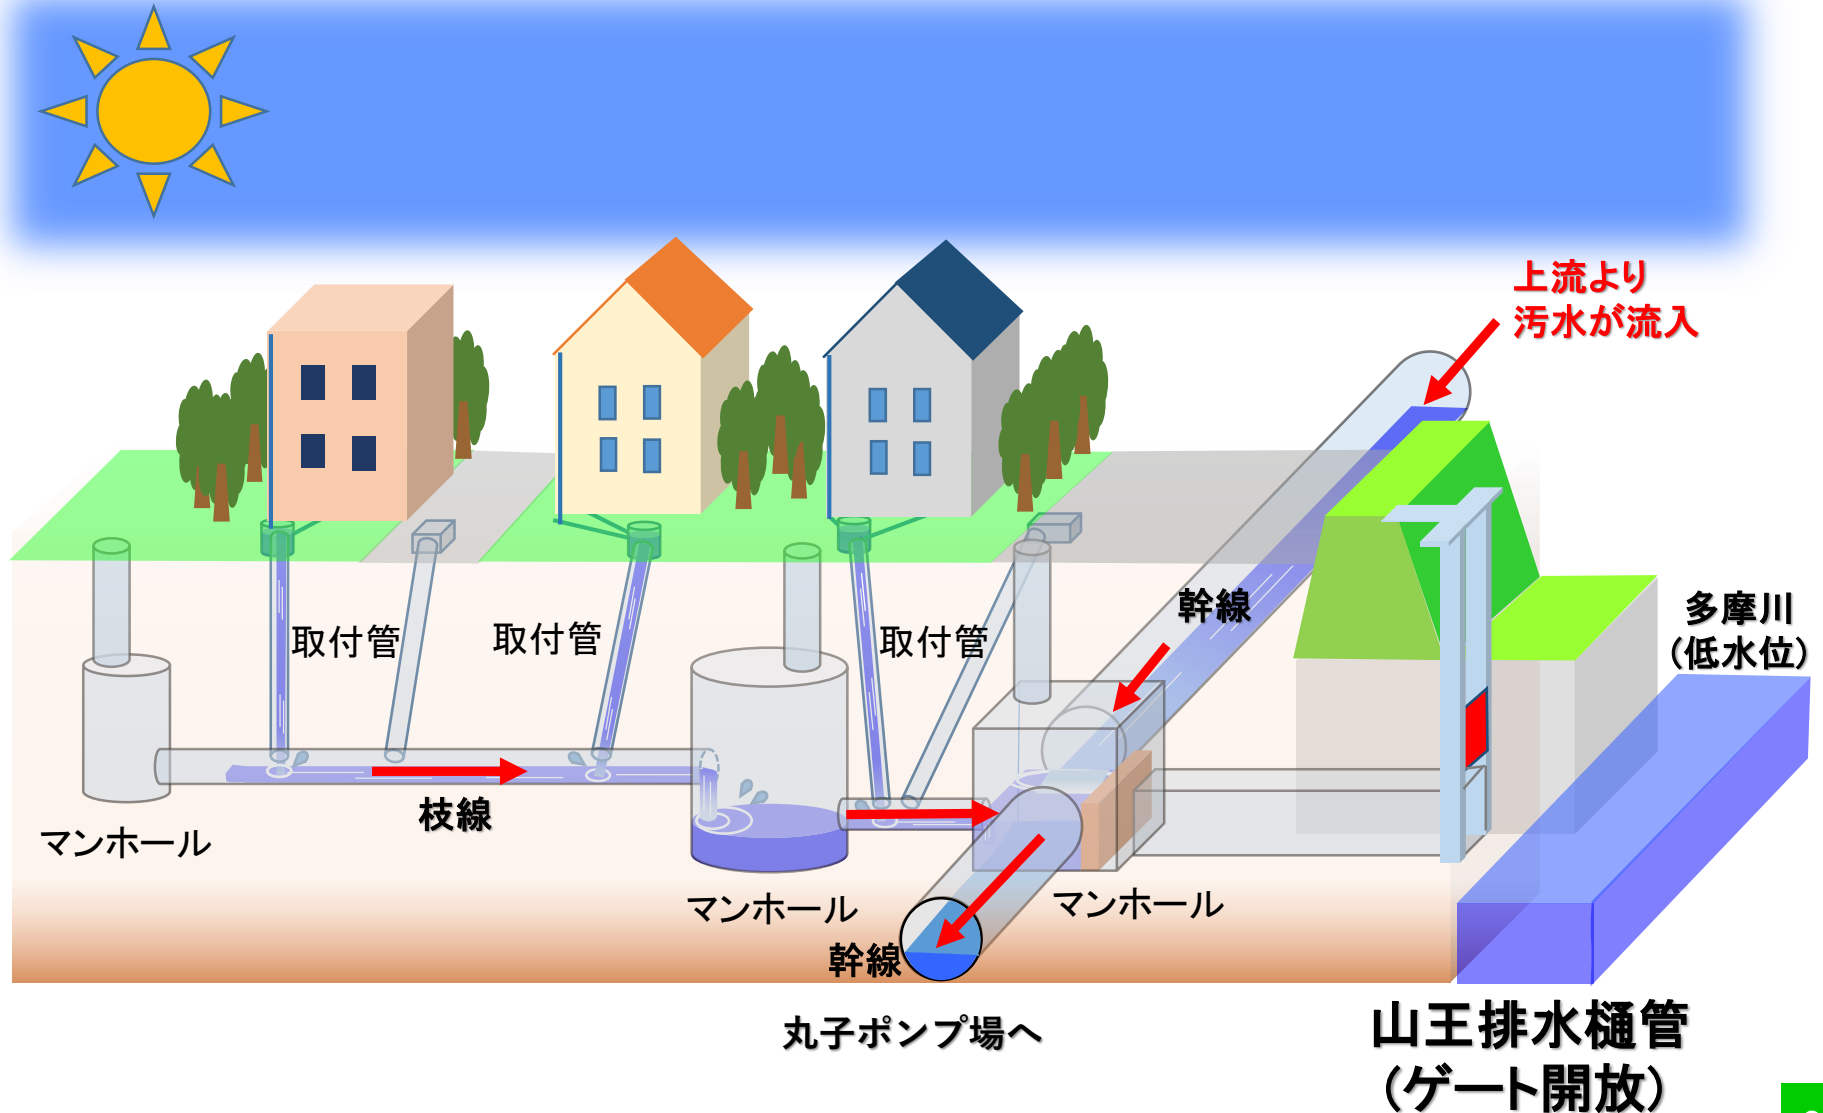 上流より
汚水が流入
幹線
多摩川
(低水位)
取付管
取付管
取付管
枝線
マンホール
マンホール
マンホール
幹線
丸子ポンプ場へ
山王排水樋管
(ゲート開放)